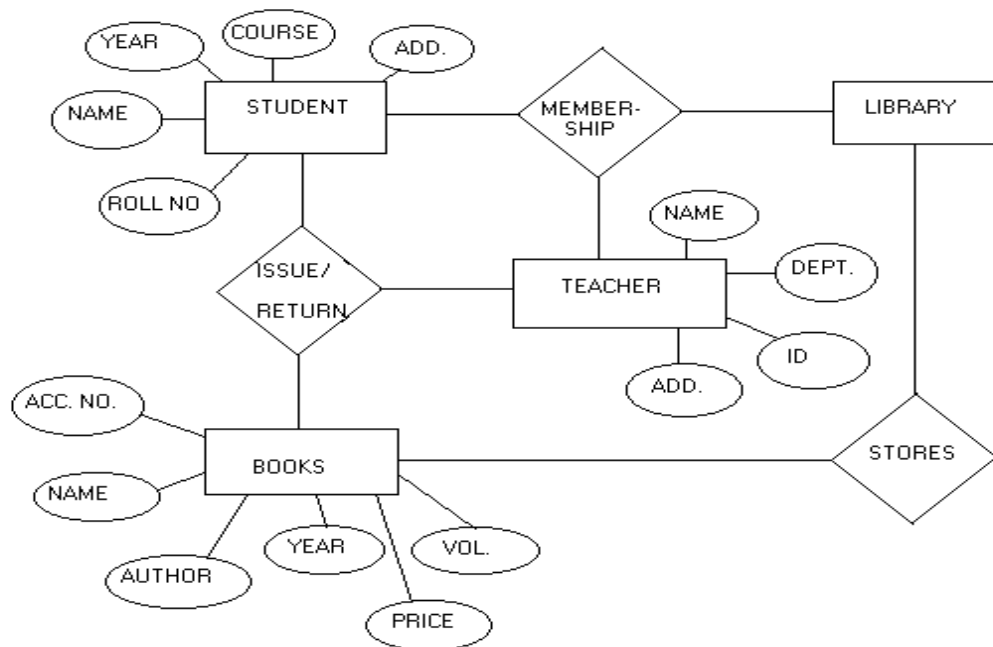 COURSE
YEAR
ADD.
STUDENT
MEMBER-
SHIP
LIBRARY
NAME
ROLL NO
NAME
ISSUE/
RETURN
TEACHER
DEPT.
ID
ADD.
ACC. NO.
BOOKS
STORES
NAME
YEAR
VOL.
AUTHOR
PRICE